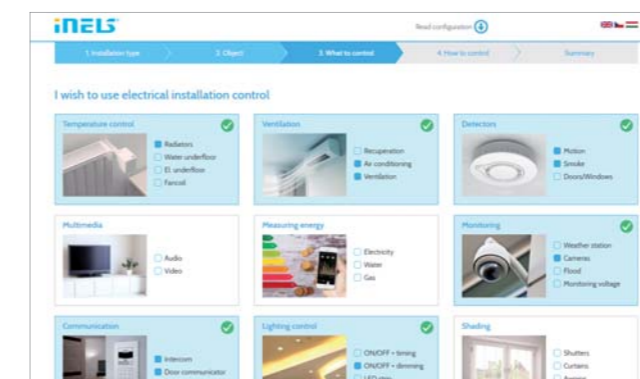 iNELS
Read configuration
1. Installation type
2. Object
3. What to control
4. How to control
Summary
I wish to use electrical installation control
Temperature control
Radiators
Water underfloor
El. underfloor
Fancoil
Ventilation
Recuperation
Air conditioning
Ventilation
Detectors
Motion
Smoke
Doors/Windows
Multimedia
Audio
Video
Measuring energy
Electricity
Water
Gas
Monitoring
Weather station
Cameras
Flood
Monitoring voltage
Communication
Intercom
Door communicator
Lighting control
ON/OFF + timing
ON/OFF + dimming
Shading
Shutters
Curtains